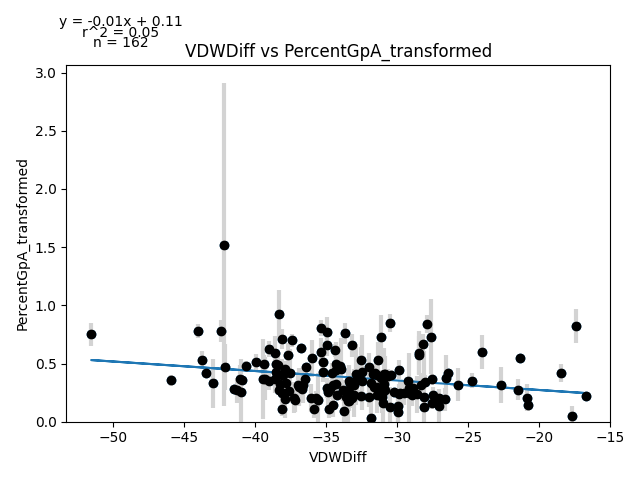 y = -0.01x + 0.11
r^2 = 0.05
n = 162
VDWDiff vs PercentGpA_transformed
3.0
2.5
2.0
1.5
1.0
0.5
0.0
PercentGpA_transformed
−50 −45 −40 −35 −30 −25 −20 −15
VDWDiff